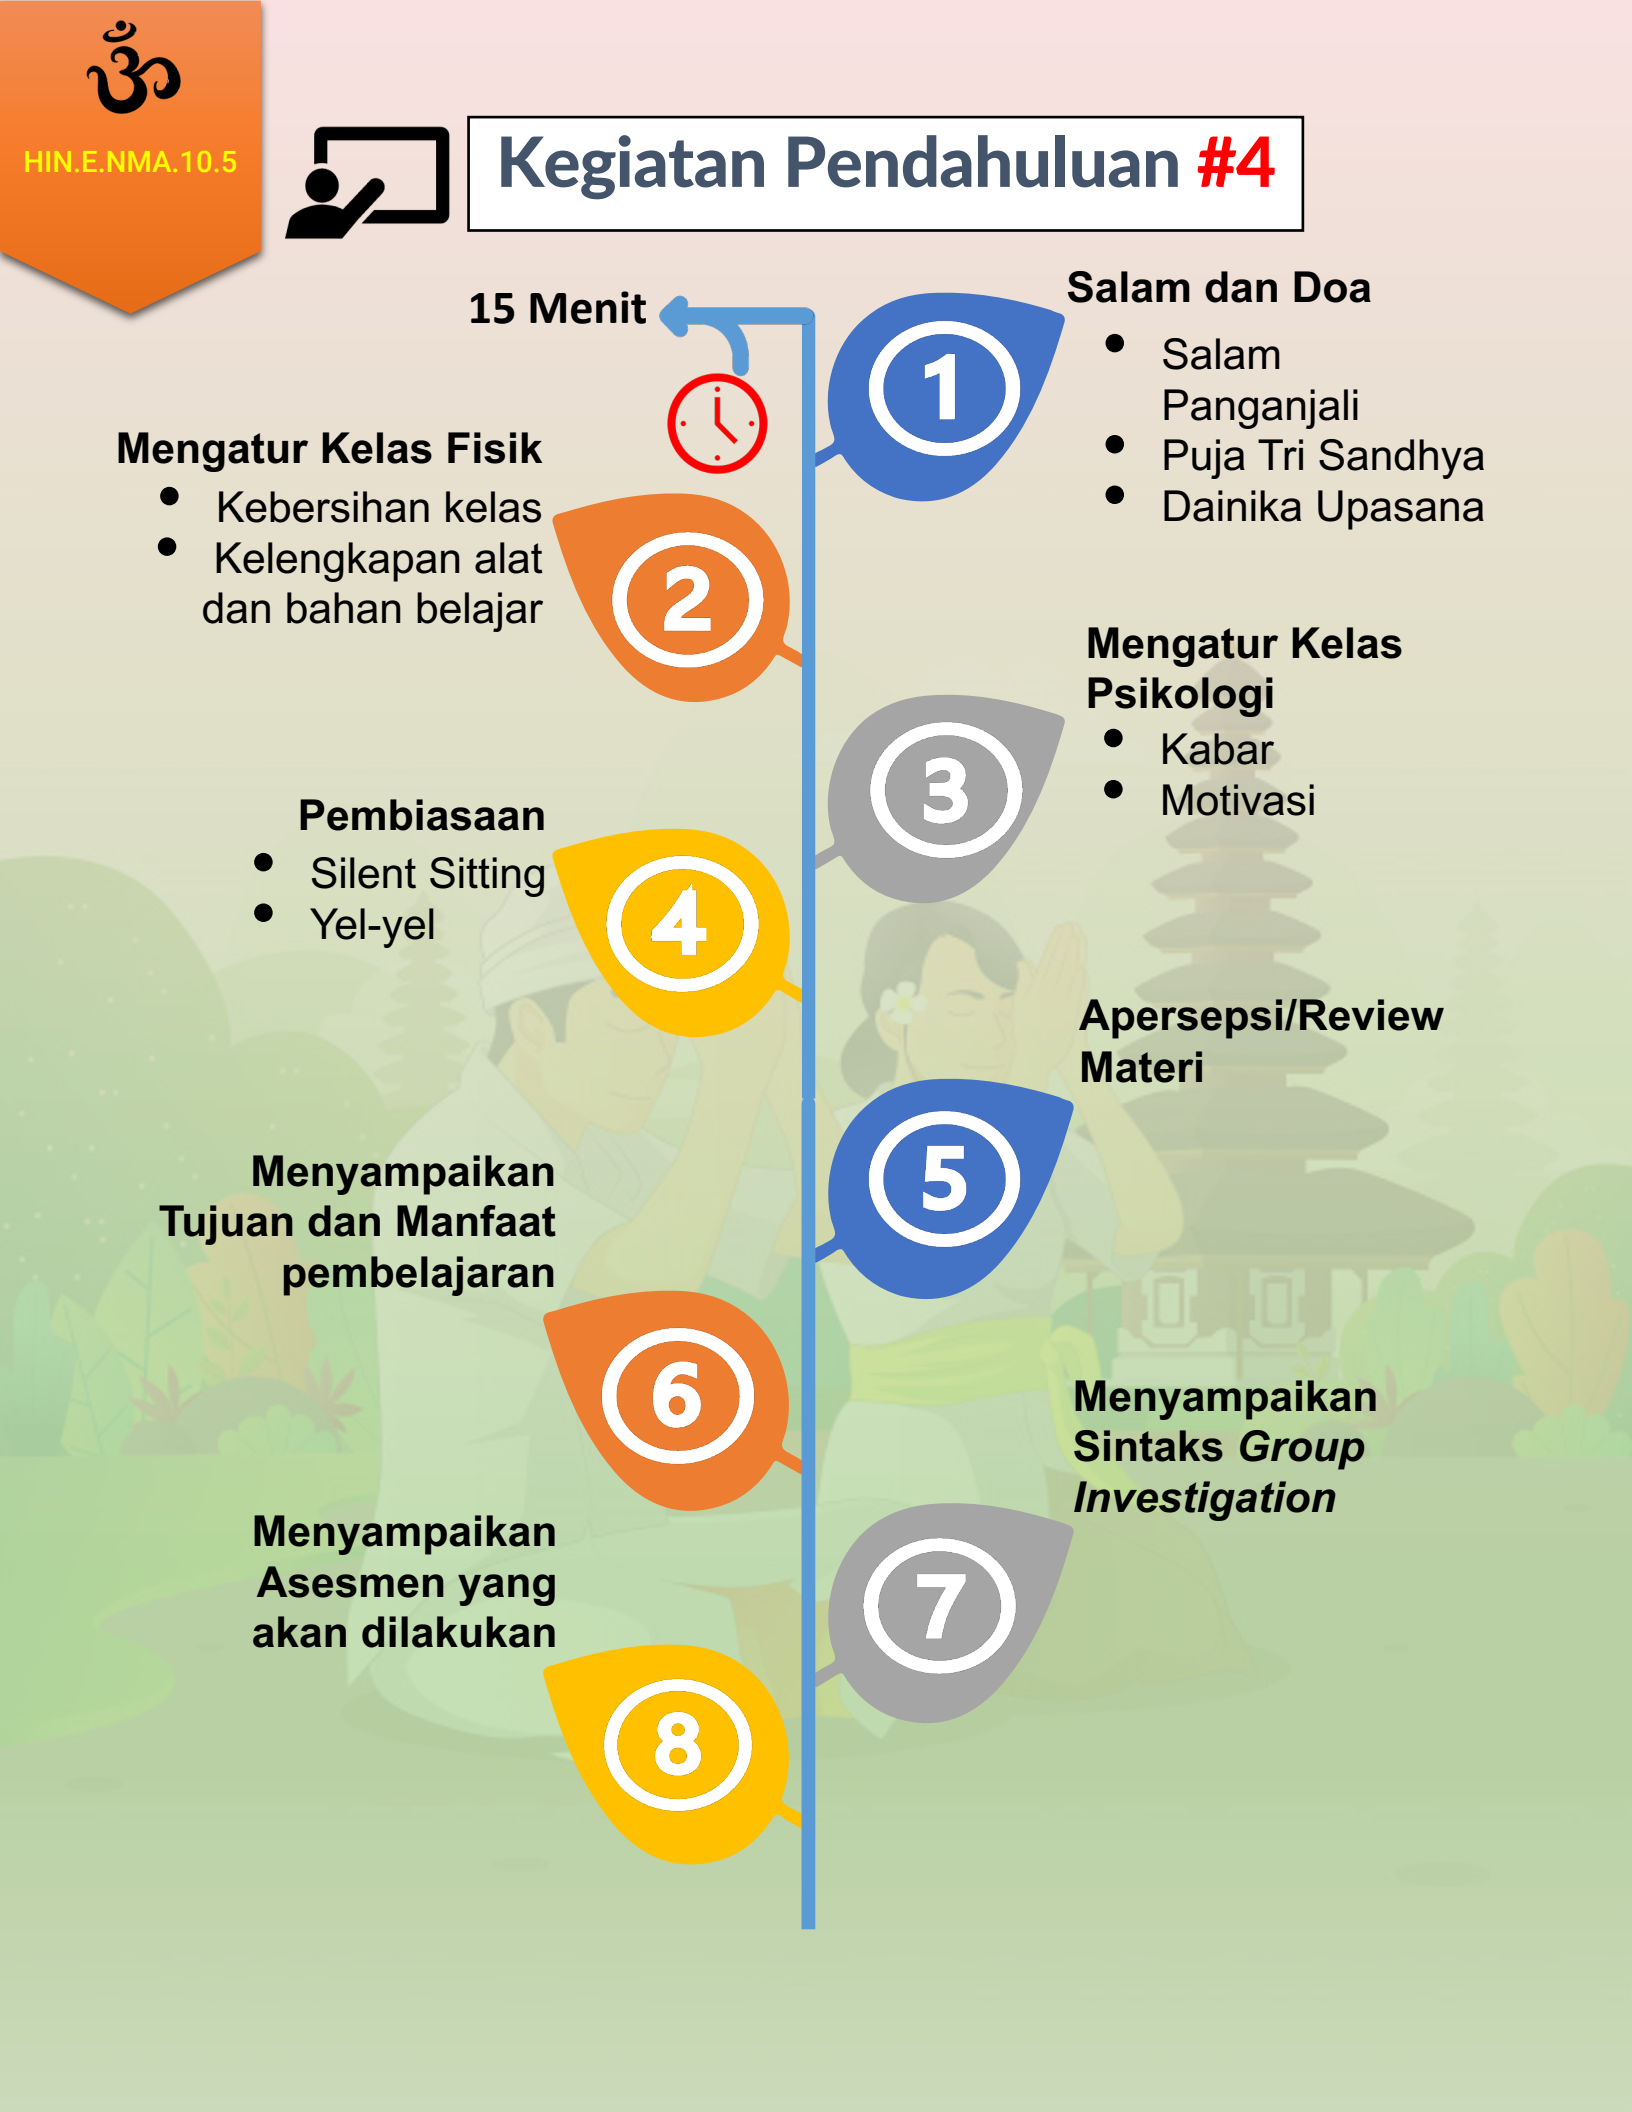 ॐ
HIN.E.NMA.10.5
Kegiatan Pendahuluan #4
15 Menit
1
Salam dan Doa
• Salam
Panganjali
• Puja Tri Sandhya
• Dainika Upasana
Mengatur Kelas Fisik
• Kebersihan kelas
• Kelengkapan alat
dan bahan belajar
2
Mengatur Kelas
Psikologi
• Kabar
• Motivasi
3
Pembiasaan
• Silent Sitting
• Yel-yel
4
Apersepsi/Review
Materi
5
Menyampaikan
Tujuan dan Manfaat
pembelajaran
6
Menyampaikan
Sintaks Group
Investigation
7
Menyampaikan
Asesmen yang
akan dilakukan
8